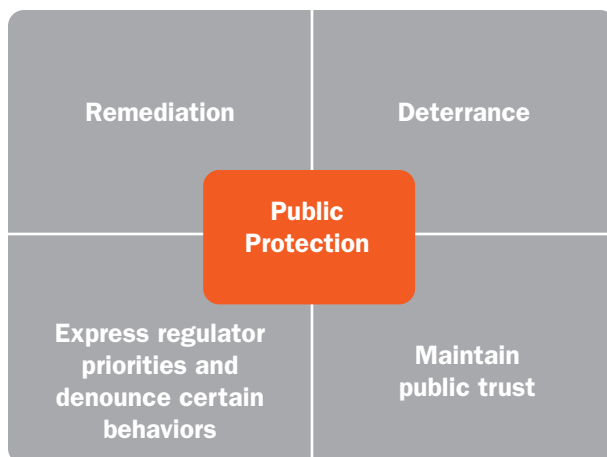 Remediation
Deterrance
Public
Protection
Express regulator
priorities and
denounce certain
behaviors
Maintain
public trust